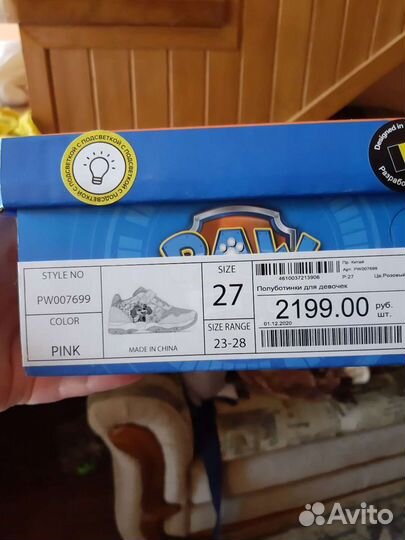 С ПОДСВЕТКОЙ • С ПОДСВЕТКОЙ • С ПОДСВЕТКОЙ •
Designed in
Разрабо
PAW
STYLE NO
PW007699
COLOR
PINK
MADE IN CHINA
SIZE
27
SIZE RANGE
23-28
4610037213906
Пр. Китай
Арт. PW007699
Р.27 Цв.Розовый
Полуботинки для девочек
2199.00 руб.
шт.
01.12.2020
Avito